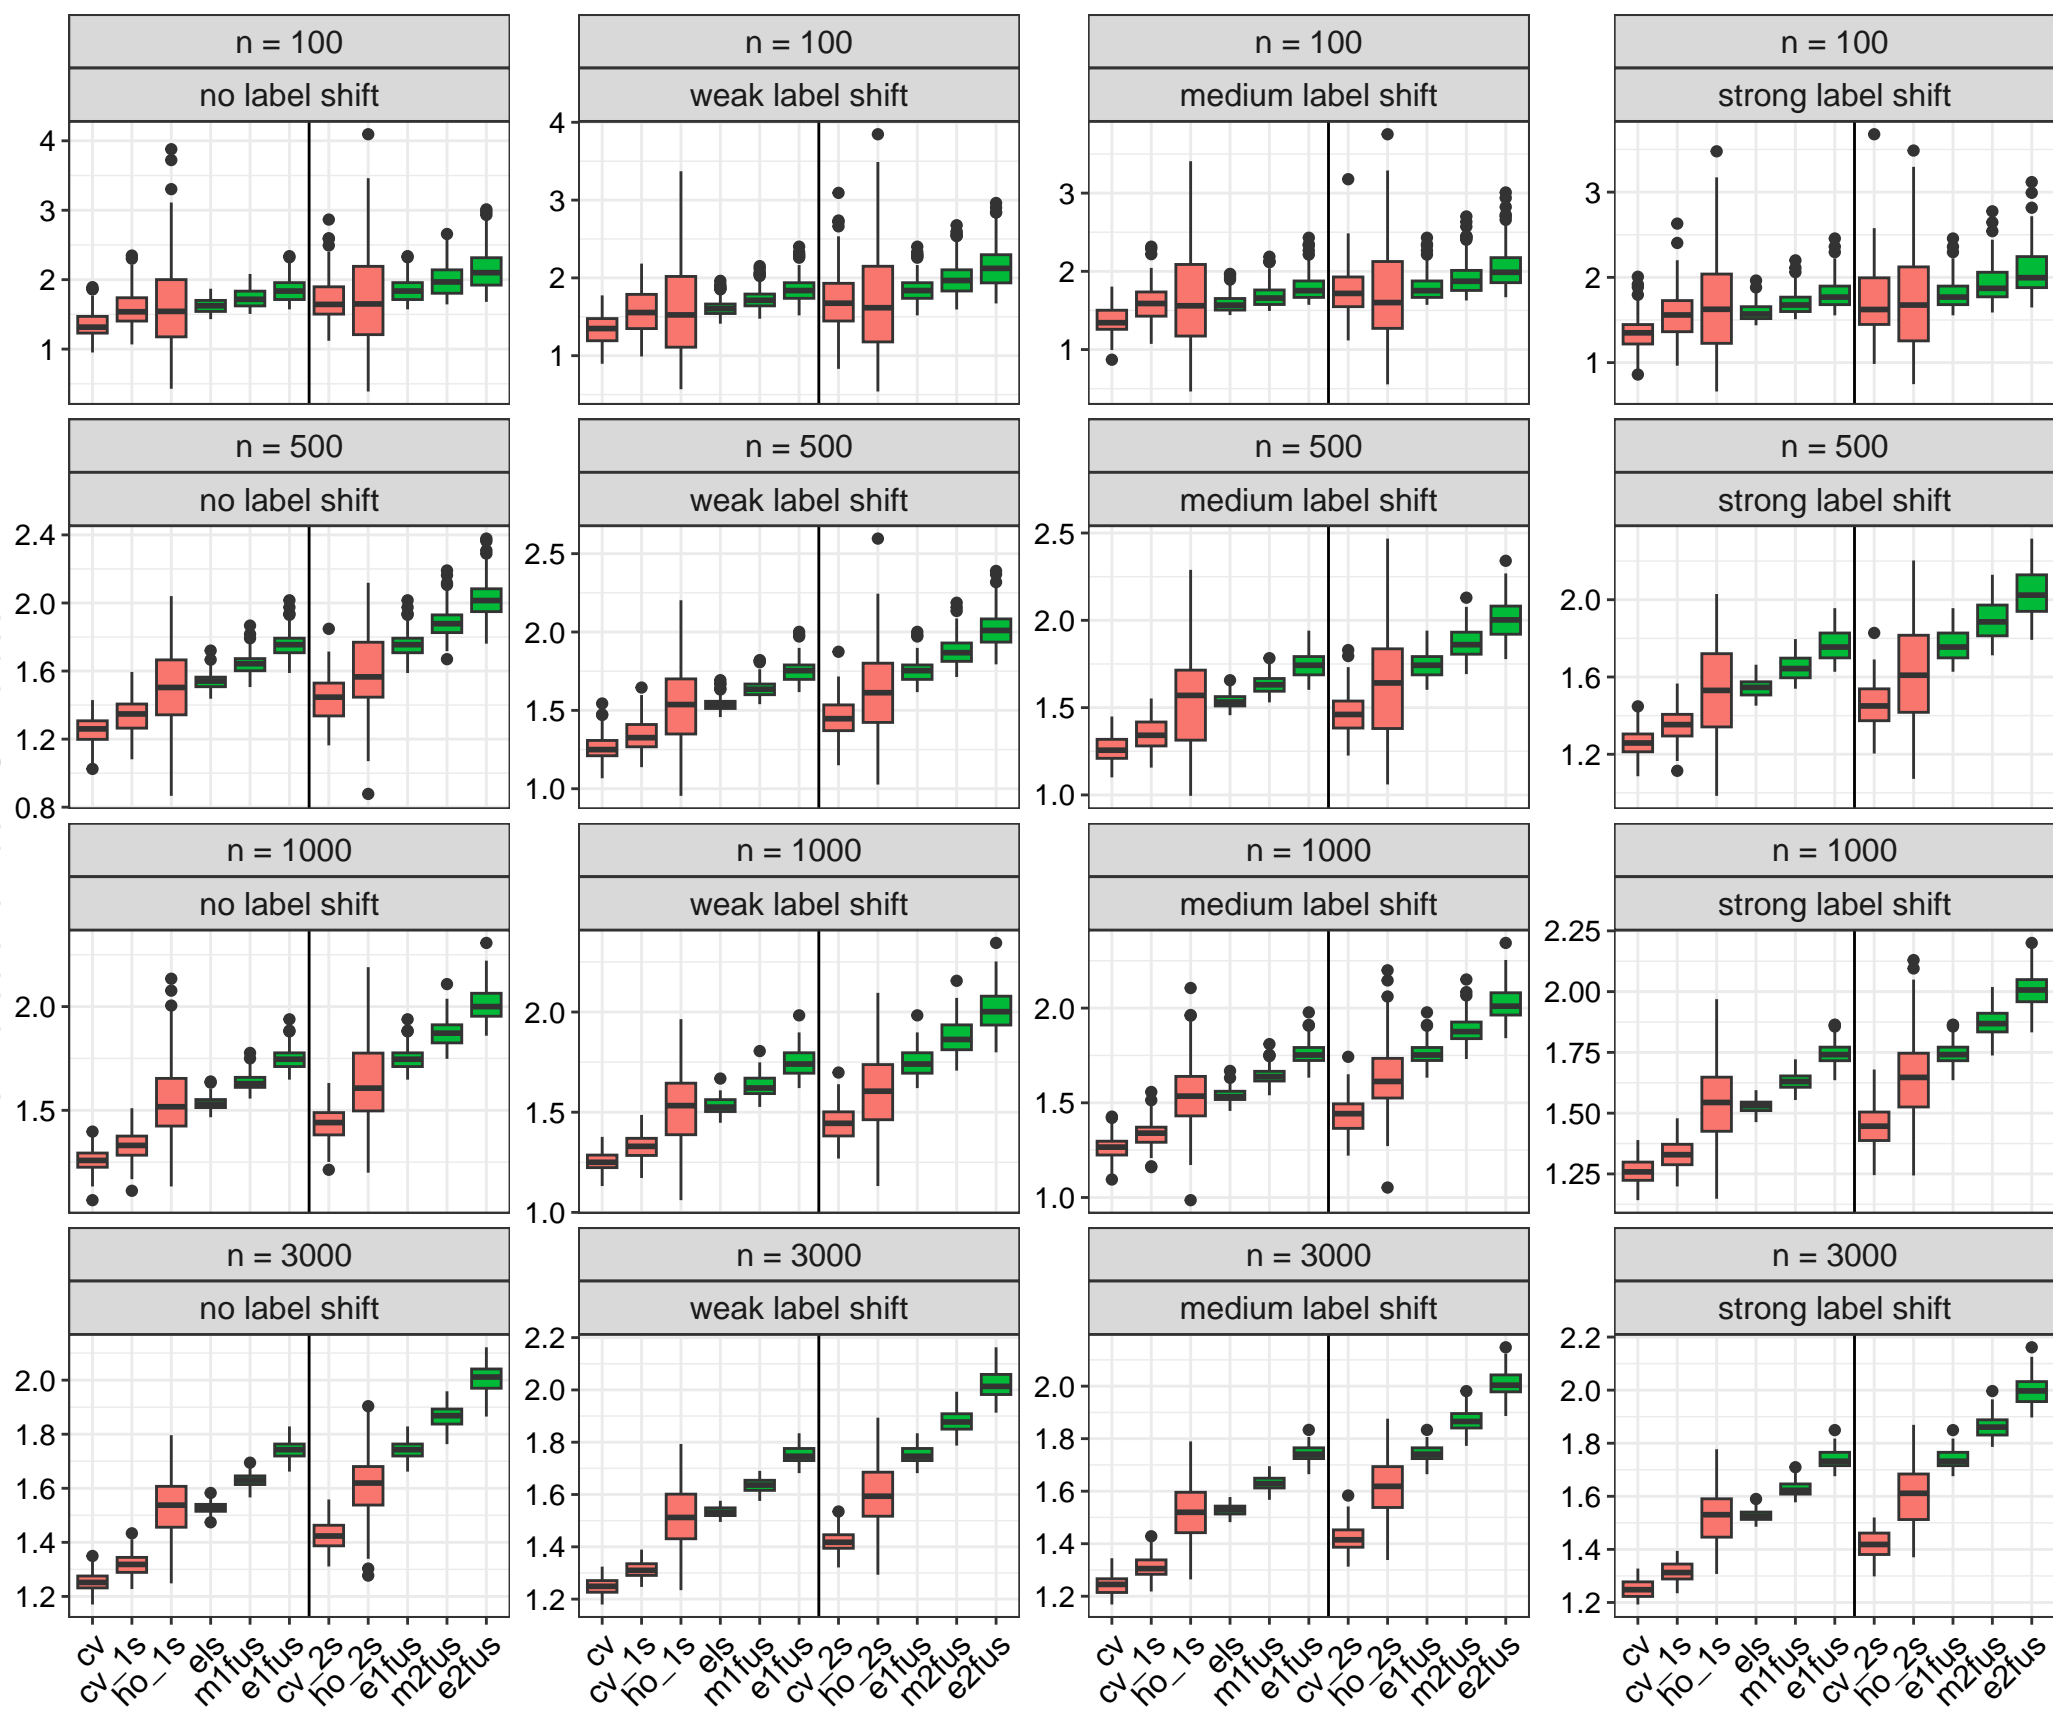 n = 100 n = 100 n = 100 n = 100
no label shift weak label shift medium label shift strong label shift
4 3 2 1
4 3 2 1
3 2 1
3 2 1
n = 500 n = 500 n = 500 n = 500
no label shift weak label shift medium label shift strong label shift
2.4 2.0 1.6 1.2 0.8
2.5 2.0 1.5 1.0
2.5 2.0 1.5 1.0
2.0 1.6 1.2
n = 1000 n = 1000 n = 1000 n = 1000
no label shift weak label shift medium label shift strong label shift
2.0 1.5
2.0 1.5 1.0
2.0 1.5 1.0
2.25 2.00 1.75 1.50 1.25
n = 3000 n = 3000 n = 3000 n = 3000
no label shift weak label shift medium label shift strong label shift
2.0 1.8 1.6 1.4 1.2
2.2 2.0 1.8 1.6 1.4 1.2
2.0 1.8 1.6 1.4 1.2
2.2 2.0 1.8 1.6 1.4 1.2
cv cv_1s ho_1s els m1fus e1fus cv_2s ho_2s e1fus m2fus e2fus
cv cv_1s ho_1s els m1fus e1fus cv_2s ho_2s e1fus m2fus e2fus
cv cv_1s ho_1s els m1fus e1fus cv_2s ho_2s e1fus m2fus e2fus
cv cv_1s ho_1s els m1fus e1fus cv_2s ho_2s e1fus m2fus e2fus